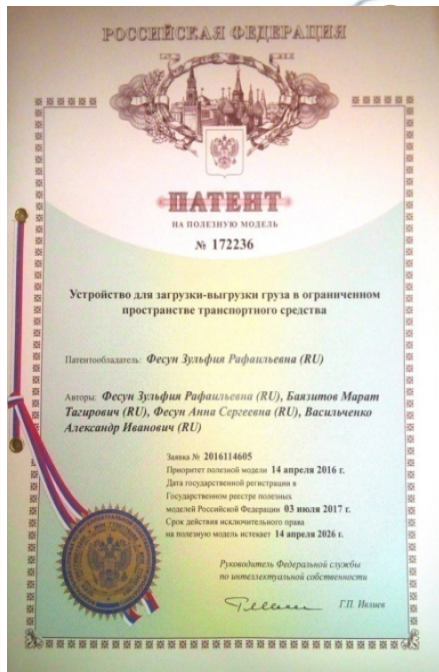 РОССИЙСКАЯ ФЕДЕРАЦИЯ
ПАТЕНТ
НА ПОЛЕЗНУЮ МОДЕЛЬ
№ 172236
Устройство для загрузки-выгрузки груза в ограниченном
пространстве транспортного средства
Патентообладатель: Фесун Зульфия Рафаильевна (RU)
Авторы: Фесун Зульфия Рафаильевна (RU), Баязитов Марат
Тагирович (RU), Фесун Анна Сергеевна (RU), Васильченко
Александр Иванович (RU)
Заявка № 2016114605
Приоритет полезной модели 14 апреля 2016 г.
Дата государственной регистрации в
Государственном реестре полезных
моделей Российской Федерации 03 июля 2017 г.
Срок действия исключительного права
на полезную модель истекает 14 апреля 2026 г.
Руководитель Федеральной службы
по интеллектуальной собственности
Г.П. Ивлиев